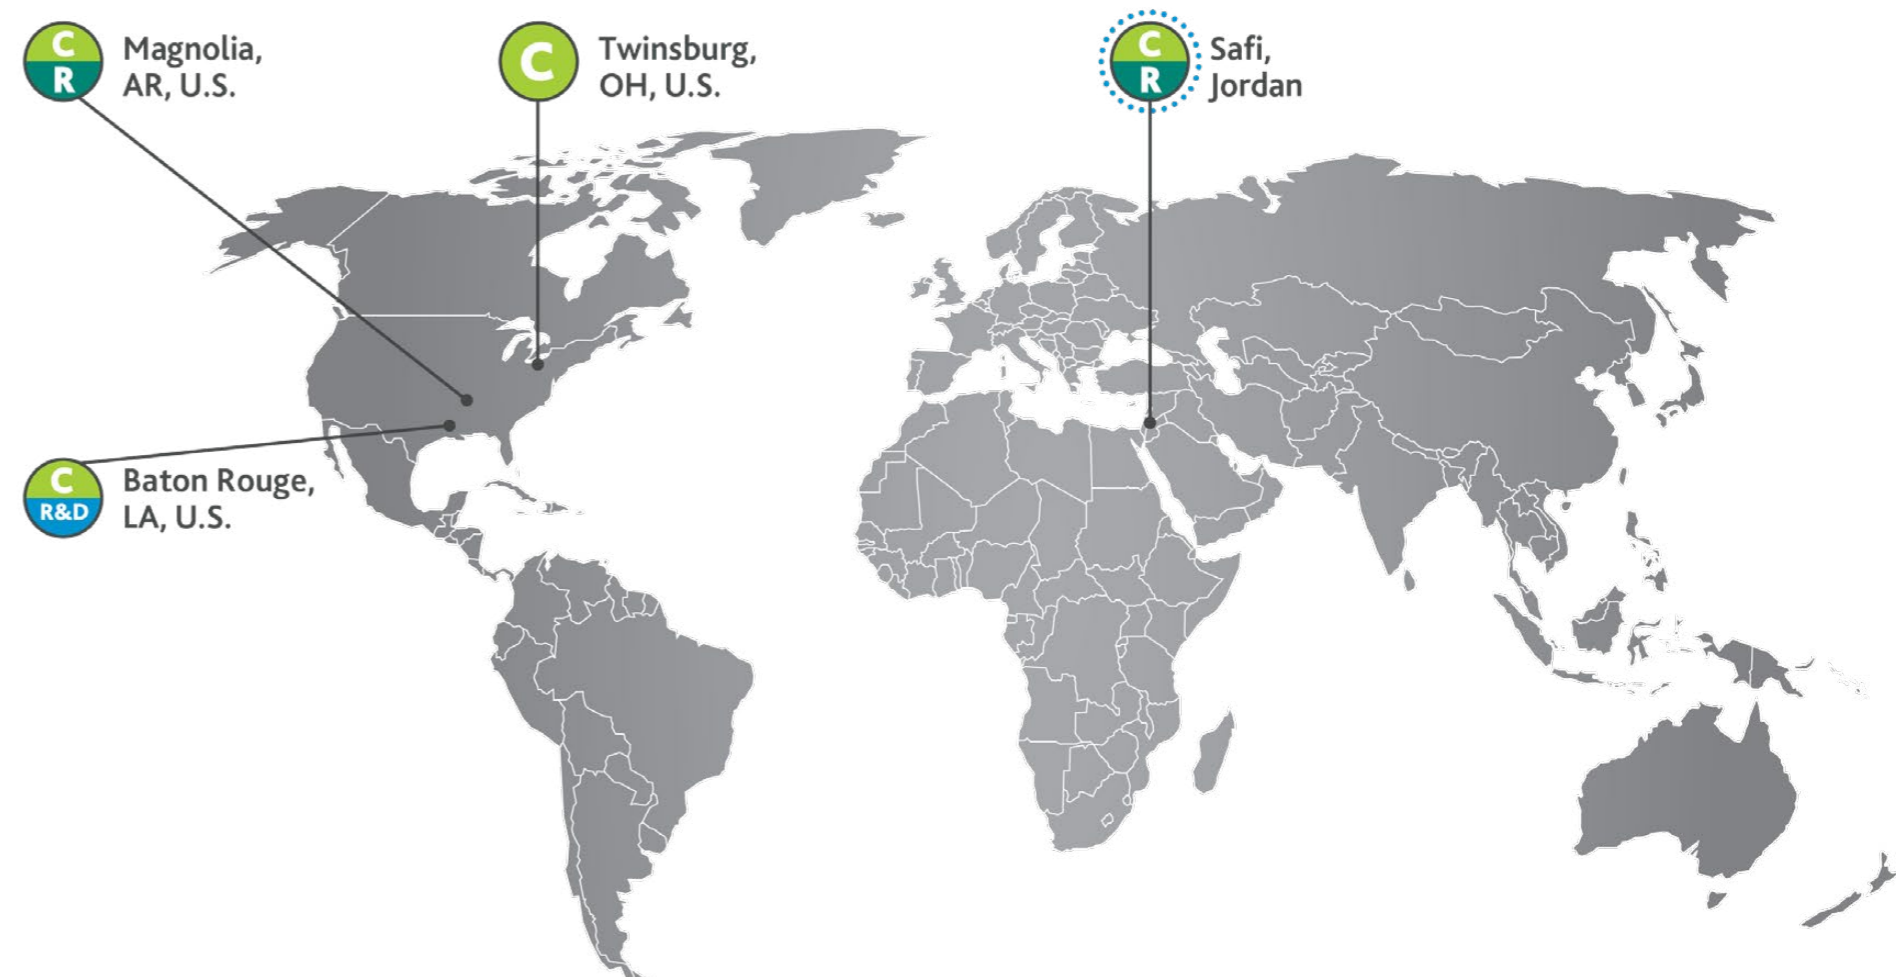 C
R
Magnolia,
AR, U.S.
C
Twinsburg,
OH, U.S.
C
R
Safi,
Jordan
C
R&D
Baton Rouge,
LA, U.S.